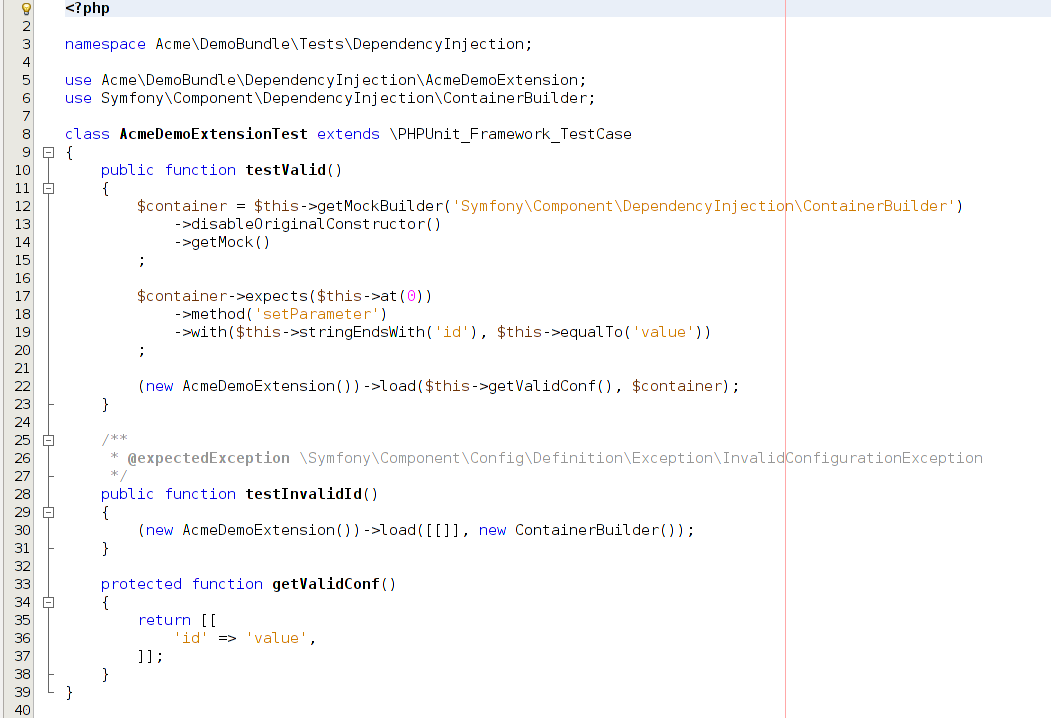 <?php
2
3 namespace Acme\DemoBundle\Tests\DependencyInjection;
4
5 use Acme\DemoBundle\DependencyInjection\AcmeDemoExtension;
6 use Symfony\Component\DependencyInjection\ContainerBuilder;
7
8 class AcmeDemoExtensionTest extends \PHPUnit_Framework_TestCase
9 {
10     public function testValid()
11     {
12         $container = $this->getMockBuilder('Symfony\Component\DependencyInjection\ContainerBuilder')
13             ->disableOriginalConstructor()
14             ->getMock()
15         ;
16
17         $container->expects($this->at(0))
18             ->method('setParameter')
19             ->with($this->stringEndsWith('id'), $this->equalTo('value'))
20         ;
21
22         (new AcmeDemoExtension())->load($this->getValidConf(), $container);
23     }
24
25     /**
26      * @expectedException \Symfony\Component\Config\Definition\Exception\InvalidConfigurationException
27      */
28     public function testInvalidId()
29     {
30         (new AcmeDemoExtension())->load([[]], new ContainerBuilder());
31     }
32
33     protected function getValidConf()
34     {
35         return [[
36             'id' => 'value',
37         ]];
38     }
39 }
40